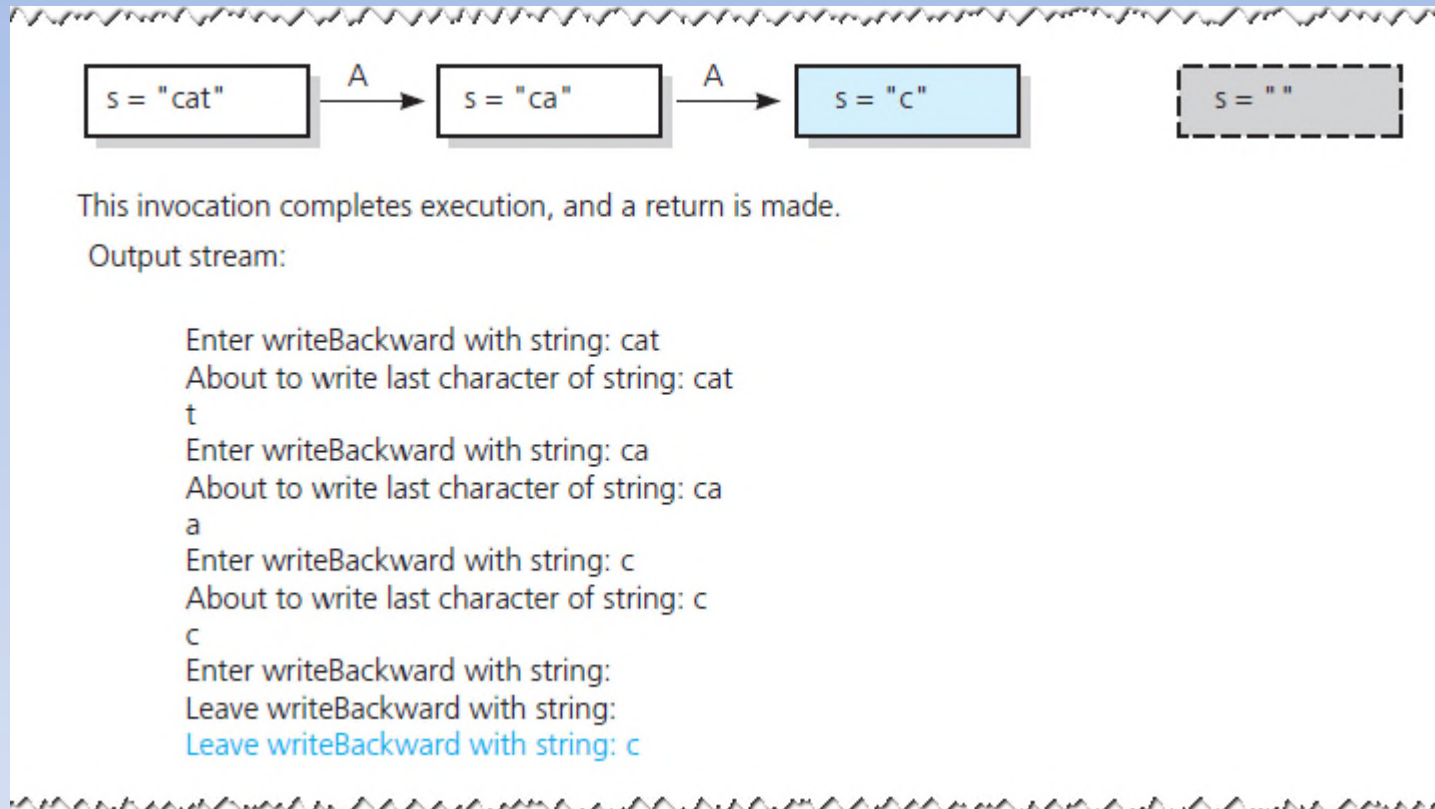 s = "cat" A s = "ca" A s = "c" s = " "
This invocation completes execution, and a return is made.
Output stream:
Enter writeBackward with string: cat
About to write last character of string: cat
t
Enter writeBackward with string: ca
About to write last character of string: ca
a
Enter writeBackward with string: c
About to write last character of string: c
c
Enter writeBackward with string:
Leave writeBackward with string:
Leave writeBackward with string: c